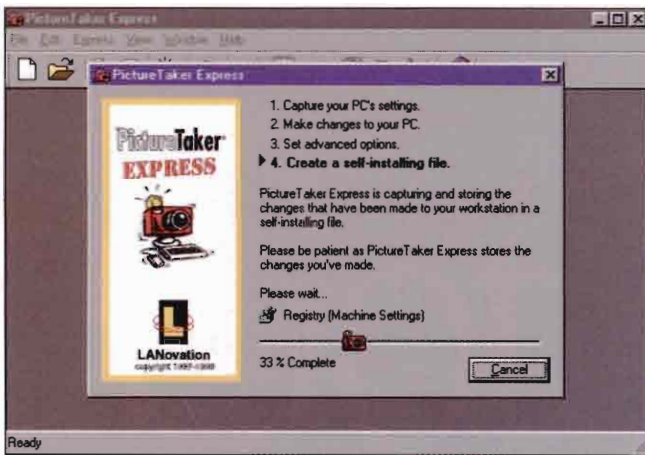 PictureTaker Express
File Edit Express View Window Help
PictureTaker Express
PictureTaker
EXPRESS
LANovation
1. Capture your PC's settings.
2. Make changes to your PC.
3. Set advanced options.
4. Create a self-installing file.
PictureTaker Express is capturing and storing the
changes that have been made to your workstation in a
self-installing file.
Please be patient as PictureTaker Express stores the
changes you've made.
Please wait...
Registry (Machine Settings)
33 % Complete
Cancel
Ready